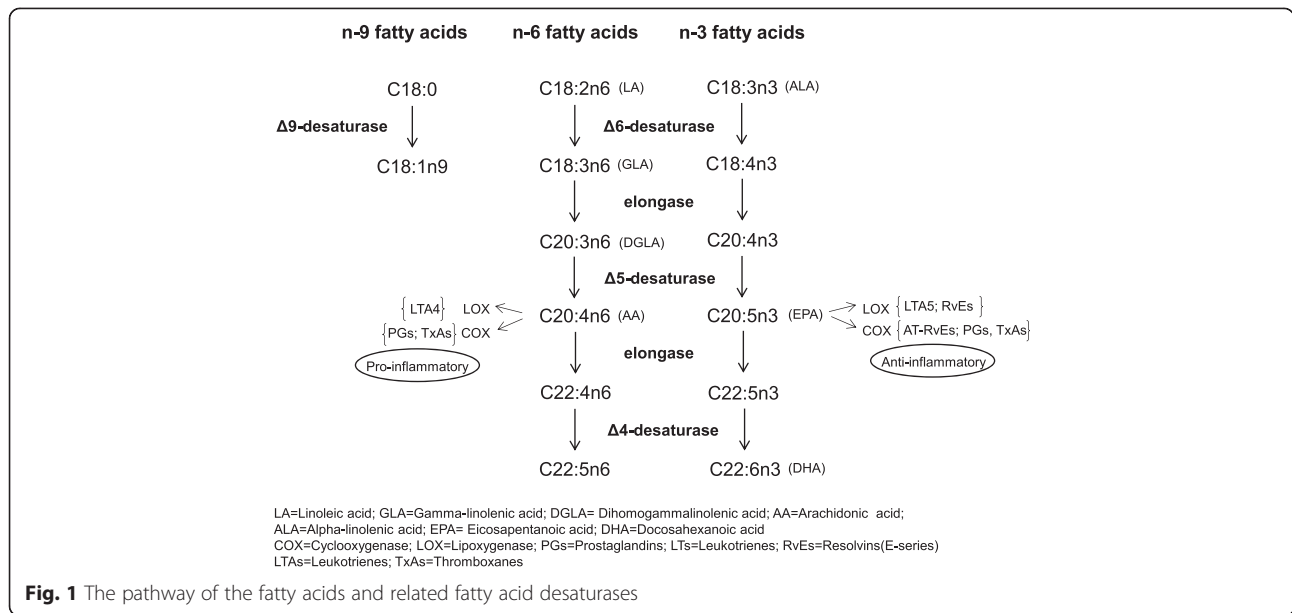 n-9 fatty acids n-6 fatty acids n-3 fatty acids
C18:0 C18:2n6 (LA) C18:3n3 (ALA)
Δ9-desaturase Δ6-desaturase
C18:1n9 C18:3n6 (GLA) C18:4n3
elongase
C20:3n6 (DGLA) C20:4n3
Δ5-desaturase
{LTA4} LOX C20:4n6 (AA) C20:5n3 (EPA) LOX {LTA5; RvEs}
{PGs; TxAs} COX COX {AT-RvEs; PGs, TxAs}
Pro-inflammatory elongase Anti-inflammatory
C22:4n6 C22:5n3
Δ4-desaturase
C22:5n6 C22:6n3 (DHA)
LA=Linoleic acid; GLA=Gamma-linolenic acid; DGLA= Dihomogammalinolenic acid; AA=Arachidonic acid;
ALA=Alpha-linolenic acid; EPA= Eicosapentanoic acid; DHA=Docosahexanoic acid
COX=Cyclooxygenase; LOX=Lipoxygenase; PGs=Prostaglandins; LTs=Leukotrienes; RvEs=Resolvins(E-series)
LTAs=Leukotrienes; TxAs=Thromboxanes
Fig. 1 The pathway of the fatty acids and related fatty acid desaturases